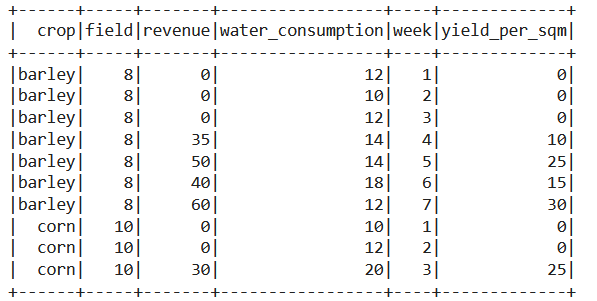 +------+-----+-------+-----------------+----+-------------+
|  crop|field|revenue|water_consumption|week|yield_per_sqm|
+------+-----+-------+-----------------+----+-------------+
|barley|    8|      0|               12|   1|            0|
|barley|    8|      0|               10|   2|            0|
|barley|    8|      0|               12|   3|            0|
|barley|    8|     35|               14|   4|           10|
|barley|    8|     50|               14|   5|           25|
|barley|    8|     40|               18|   6|           15|
|barley|    8|     60|               12|   7|           30|
|  corn|   10|      0|               10|   1|            0|
|  corn|   10|      0|               12|   2|            0|
|  corn|   10|     30|               20|   3|           25|
+------+-----+-------+-----------------+----+-------------+